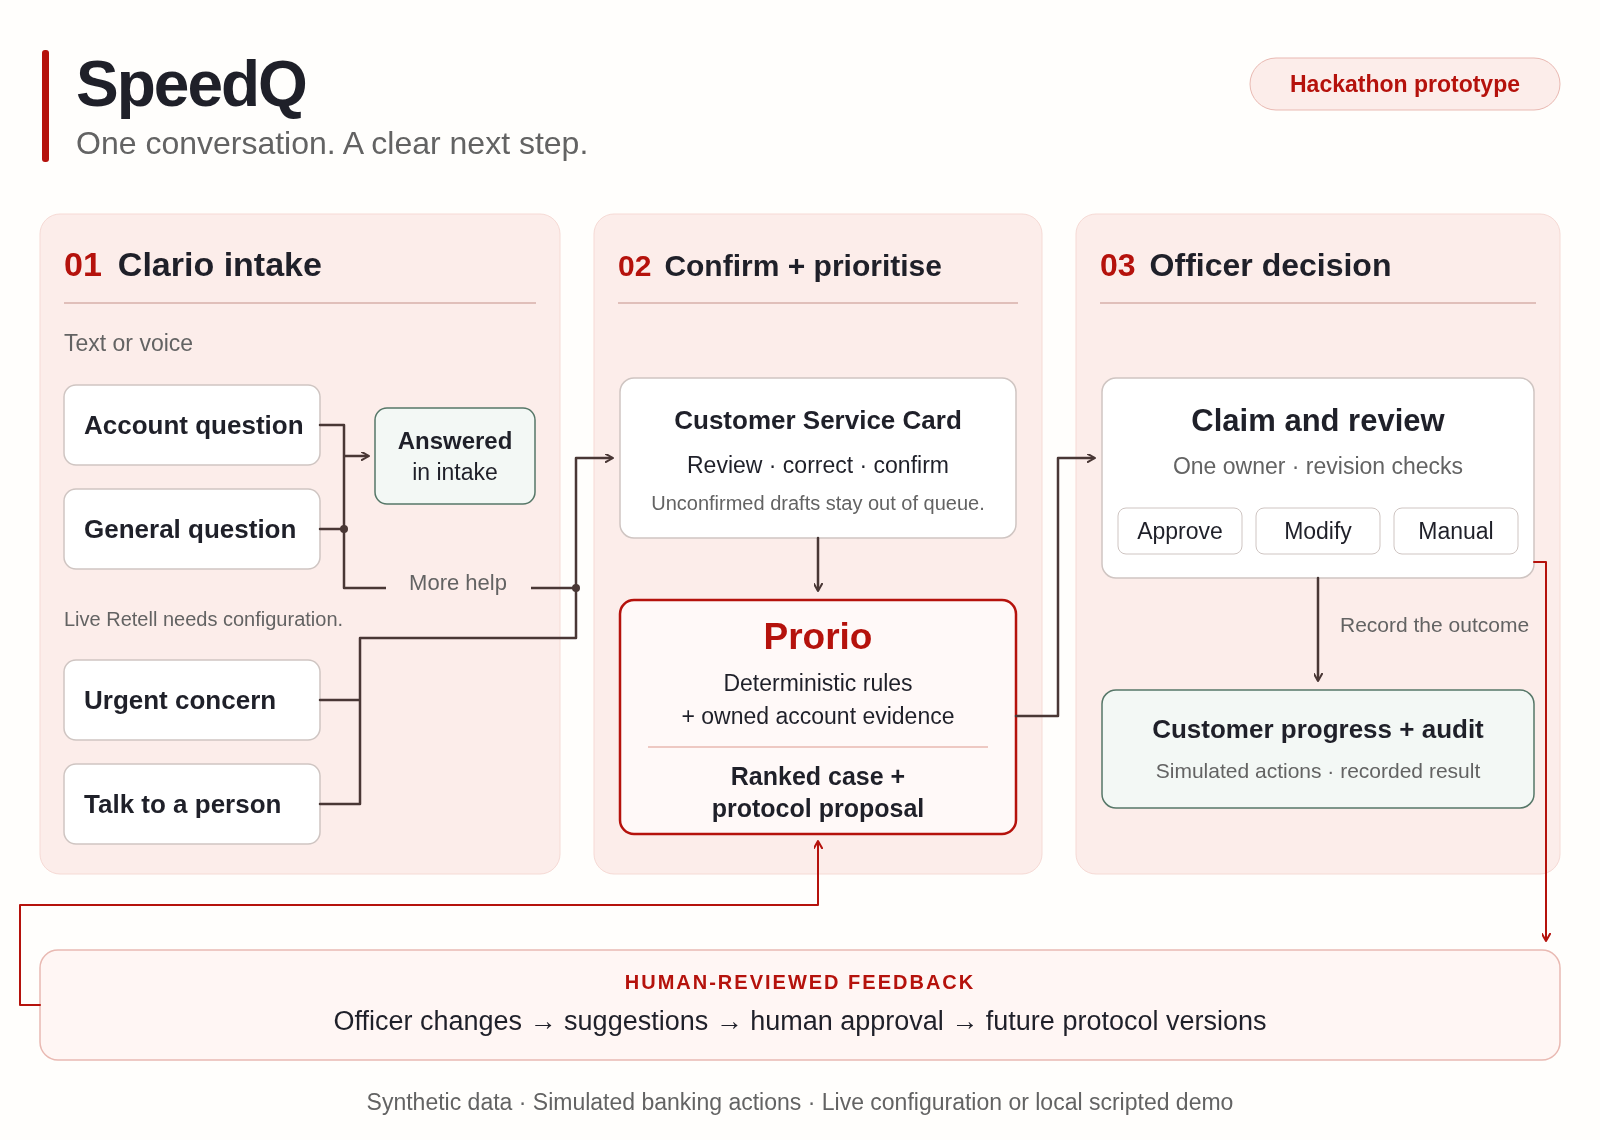 SpeedQ
One conversation. A clear next step.
Hackathon prototype
01 Clario intake
Text or voice
Account question
General question
Answered
in intake
More help
Live Retell needs configuration.
Urgent concern
Talk to a person
02 Confirm + prioritise
Customer Service Card
Review · correct · confirm
Unconfirmed drafts stay out of queue.
Prorio
Deterministic rules
+ owned account evidence
Ranked case +
protocol proposal
03 Officer decision
Claim and review
One owner · revision checks
Approve
Modify
Manual
Record the outcome
Customer progress + audit
Simulated actions · recorded result
HUMAN-REVIEWED FEEDBACK
Officer changes → suggestions → human approval → future protocol versions
Synthetic data · Simulated banking actions · Live configuration or local scripted demo